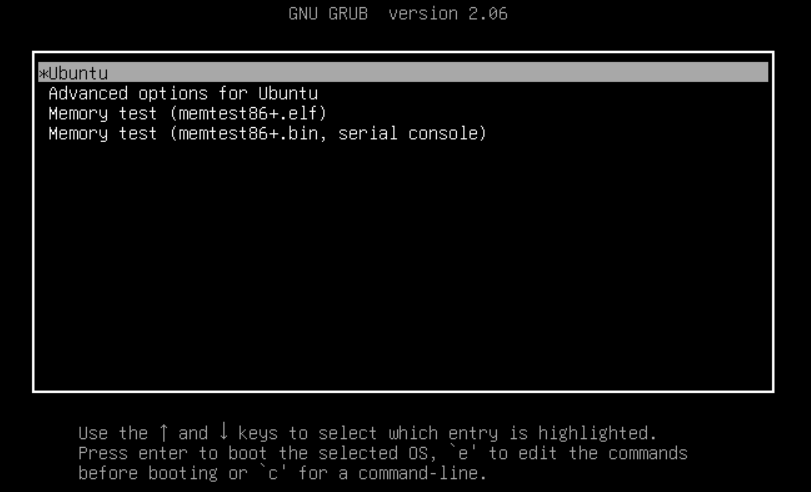 GNU GRUB  version 2.06
*Ubuntu
Advanced options for Ubuntu
Memory test (memtest86+.elf)
Memory test (memtest86+.bin, serial console)
Use the ↑ and ↓ keys to select which entry is highlighted.
Press enter to boot the selected OS, `e' to edit the commands
before booting or `c' for a command-line.